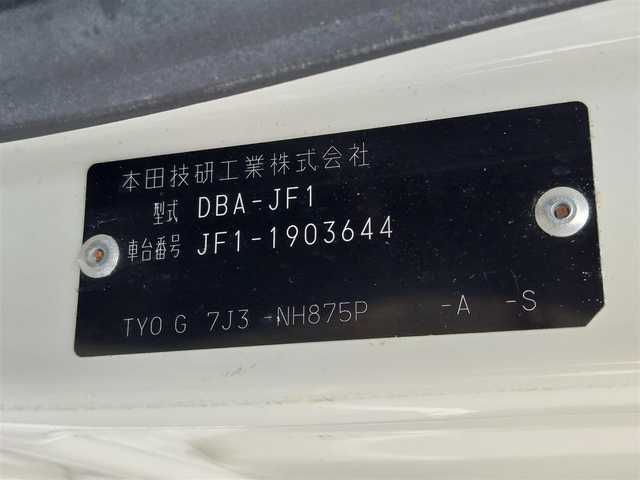 本田技研工業株式会社
型式 DBA-JF1
車台番号 JF1-1903644
TYO G 7J3 -NH875P -A -S